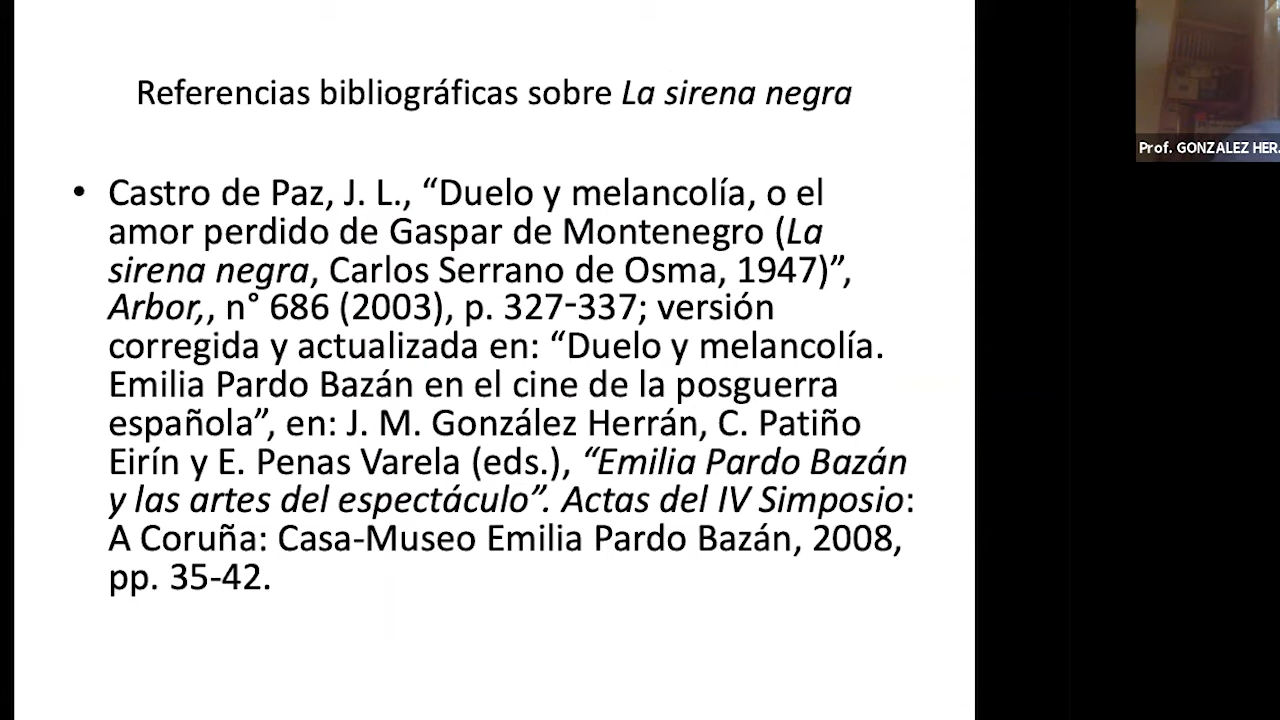 Referencias bibliográficas sobre La sirena negra
Prof. GONZALEZ HER.
• Castro de Paz, J. L., “Duelo y melancolía, o el
amor perdido de Gaspar de Montenegro (La
sirena negra, Carlos Serrano de Osma, 1947)”,
Arbor,, n° 686 (2003), p. 327-337; versión
corregida y actualizada en: “Duelo y melancolía.
Emilia Pardo Bazán en el cine de la posguerra
española”, en: J. M. González Herrán, C. Patiño
Eirín y E. Penas Varela (eds.), “Emilia Pardo Bazán
y las artes del espectáculo”. Actas del IV Simposio:
A Coruña: Casa-Museo Emilia Pardo Bazán, 2008,
pp. 35-42.